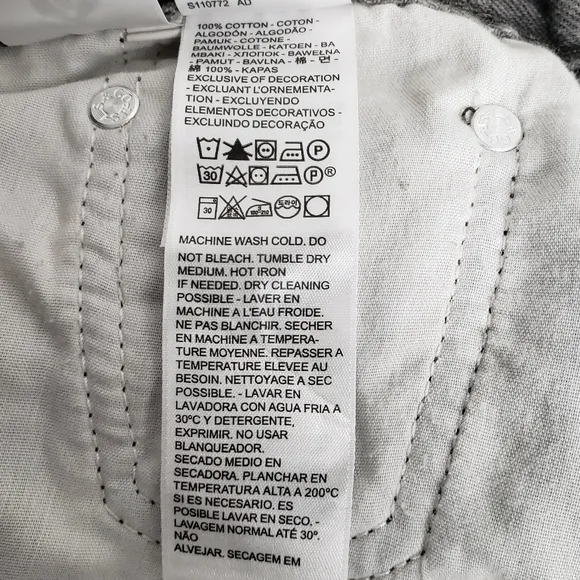 S110772 AD
100% COTTON - COTON -
ALGODÓN - ALGODÃO -
PAMUK - COTONE -
BAUMWOLLE - KATOEN - BA
MBAKI - ХЛОПОК - BAWEŁNA
- PAMUT - BAVLNA - 棉 - 면 -
綿 100% - KAPAS
EXCLUSIVE OF DECORATION
- EXCLUANT L'ORNEMENTA-
TION - EXCLUYENDO
ELEMENTOS DECORATIVOS -
EXCLUINDO DECORAÇÃO
P
30 P ®
30 드라이
MACHINE WASH COLD. DO
NOT BLEACH. TUMBLE DRY
MEDIUM. HOT IRON
IF NEEDED. DRY CLEANING
POSSIBLE - LAVER EN
MACHINE A L'EAU FROIDE.
NE PAS BLANCHIR. SECHER
EN MACHINE A TEMPERA-
TURE MOYENNE. REPASSER A
TEMPERATURE ELEVEE AU
BESOIN. NETTOYAGE A SEC
POSSIBLE. - LAVAR EN
LAVADORA CON AGUA FRIA A
30ºC Y DETERGENTE,
EXPRIMIR. NO USAR
BLANQUEADOR.
SECADO MEDIO EN
SECADORA. PLANCHAR EN
TEMPERATURA ALTA A 200ºC
SI ES NECESARIO. ES
POSIBLE LAVAR EN SECO. -
LAVAGEM NORMAL ATÉ 30º.
NÃO
ALVEJAR. SECAGEM EM